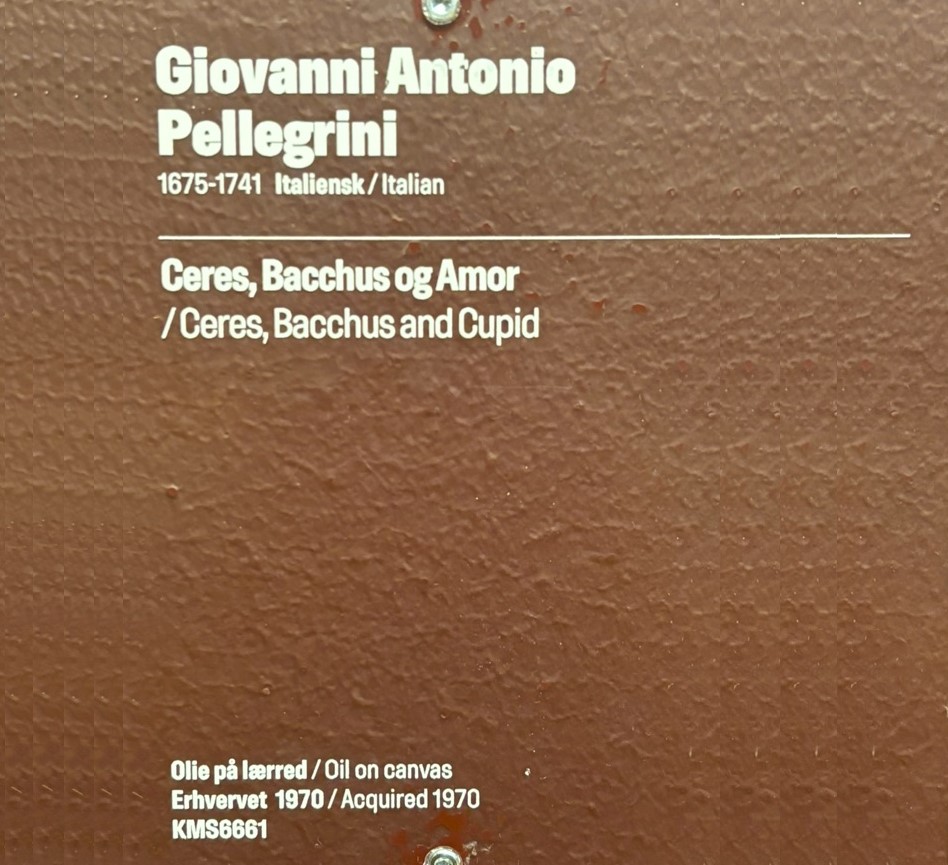 Giovanni Antonio
Pellegrini
1675-1741 Italiensk / Italian
Ceres, Bacchus og Amor
/ Ceres, Bacchus and Cupid
Olie på lærred / Oil on canvas
Erhvervet 1970 / Acquired 1970
KMS6661